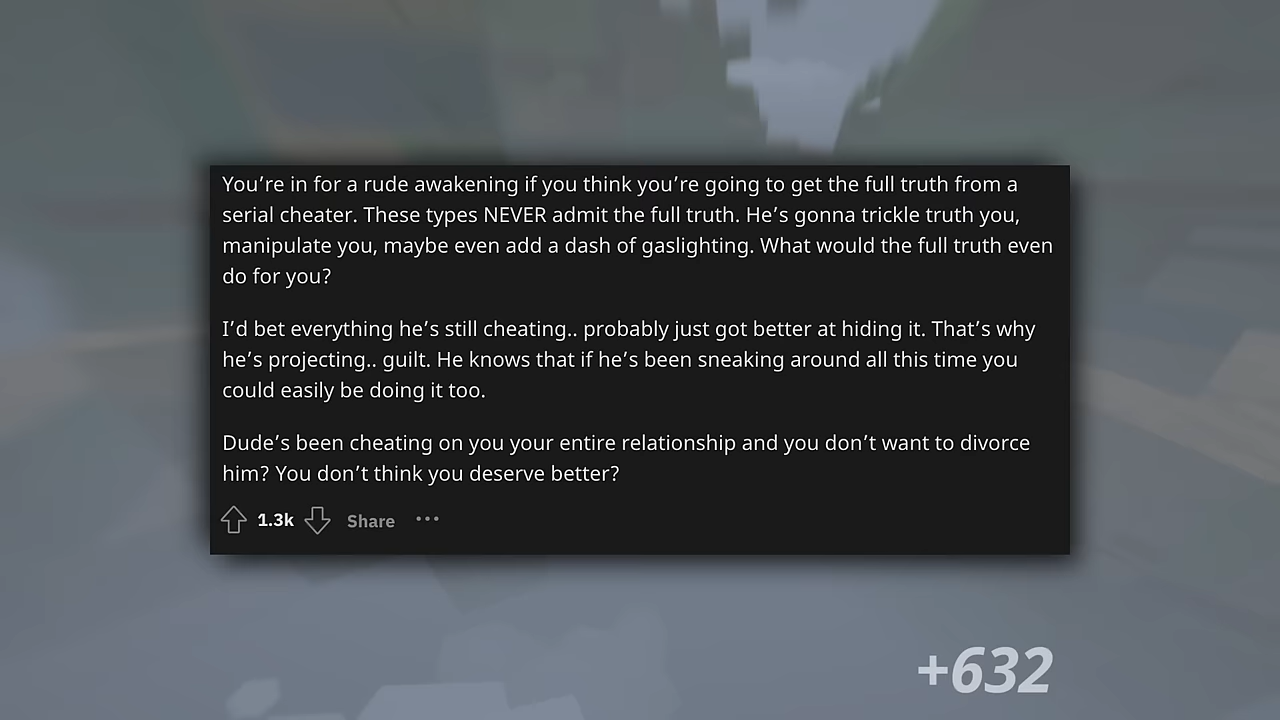 You’re in for a rude awakening if you think you’re going to get the full truth from a
serial cheater. These types NEVER admit the full truth. He’s gonna trickle truth you,
manipulate you, maybe even add a dash of gaslighting. What would the full truth even
do for you?
I’d bet everything he’s still cheating.. probably just got better at hiding it. That’s why
he’s projecting.. guilt. He knows that if he’s been sneaking around all this time you
could easily be doing it too.
Dude’s been cheating on you your entire relationship and you don’t want to divorce
him? You don’t think you deserve better?
1.3k Share
+632